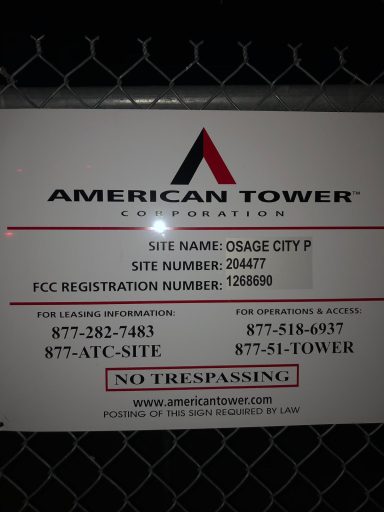 AMERICAN TOWER™
CORPORATION
SITE NAME: OSAGE CITY P
SITE NUMBER: 204477
FCC REGISTRATION NUMBER: 1268690
FOR LEASING INFORMATION:
877-282-7483
877-ATC-SITE
FOR OPERATIONS & ACCESS:
877-518-6937
877-51-TOWER
NO TRESPASSING
www.americantower.com
POSTING OF THIS SIGN REQUIRED BY LAW